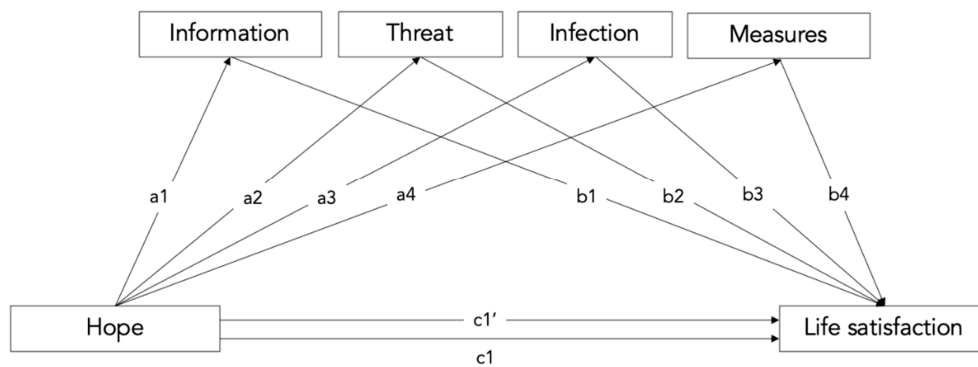 Information Threat Infection Measures
a1 a2 a3 a4 b1 b2 b3 b4
Hope c1’ Life satisfaction
c1